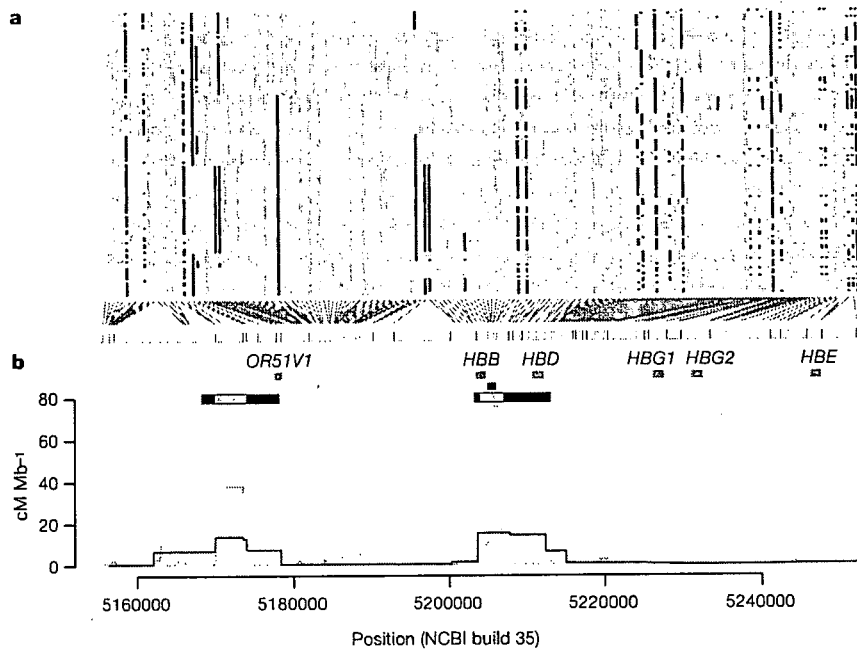 a
b
OR51V1
HBB
HBD
HBG1
HBG2
HBE
80
60
40
20
0
cM Mb⁻¹
5160000
5180000
5200000
5220000
5240000
Position (NCBI build 35)